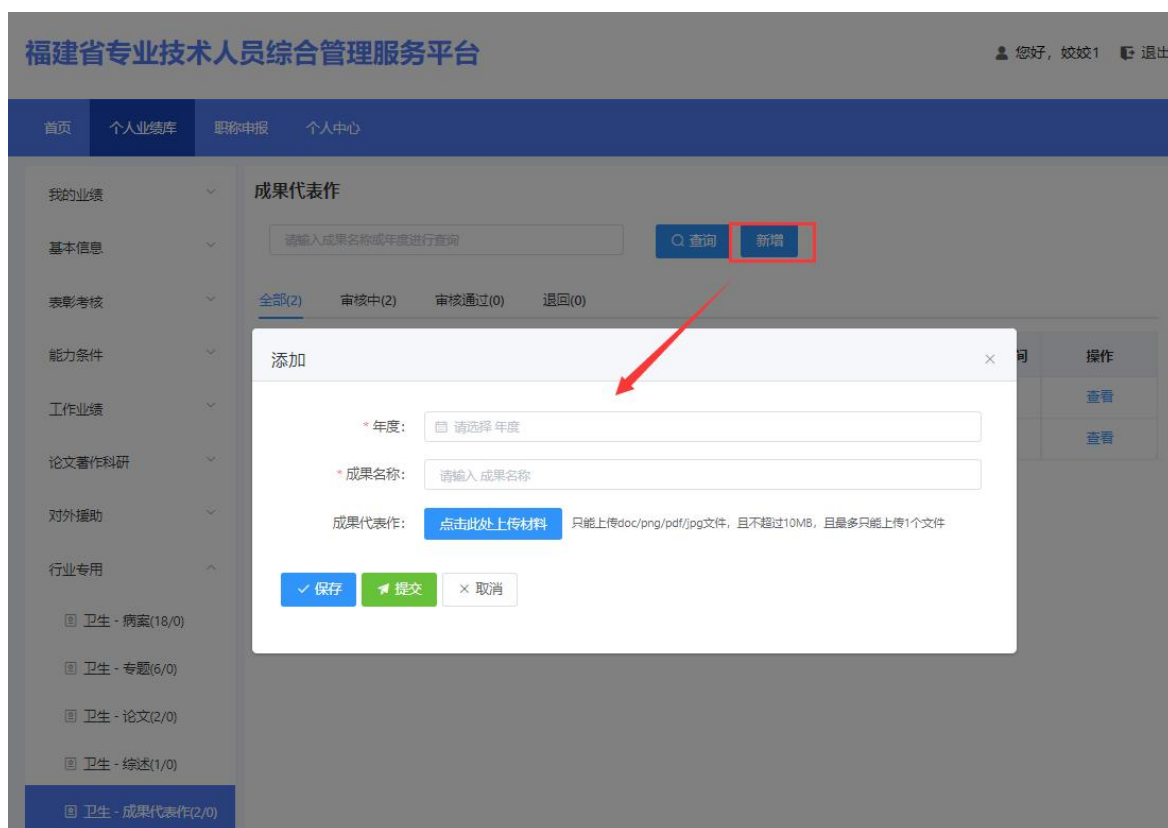 福建省专业技术人员综合管理服务平台
您好，姣姣1 退出
首页 个人业绩库 职称申报 个人中心
我的业绩
基本信息
表彰考核
能力条件
工作业绩
论文著作科研
对外援助
行业专用
卫生 - 病案(18/0)
卫生 - 专题(6/0)
卫生 - 论文(2/0)
卫生 - 综述(1/0)
卫生 - 成果代表作(2/0)
成果代表作
请输入成果名称或年度进行查询 查询 新增
全部(2) 审核中(2) 审核通过(0) 退回(0)
间 操作
查看
查看
添加
* 年度： 请选择 年度
* 成果名称： 请输入 成果名称
成果代表作： 点击此处上传材料 只能上传doc/png/pdf/jpg文件，且不超过10MB，且最多只能上传1个文件
保存 提交 取消